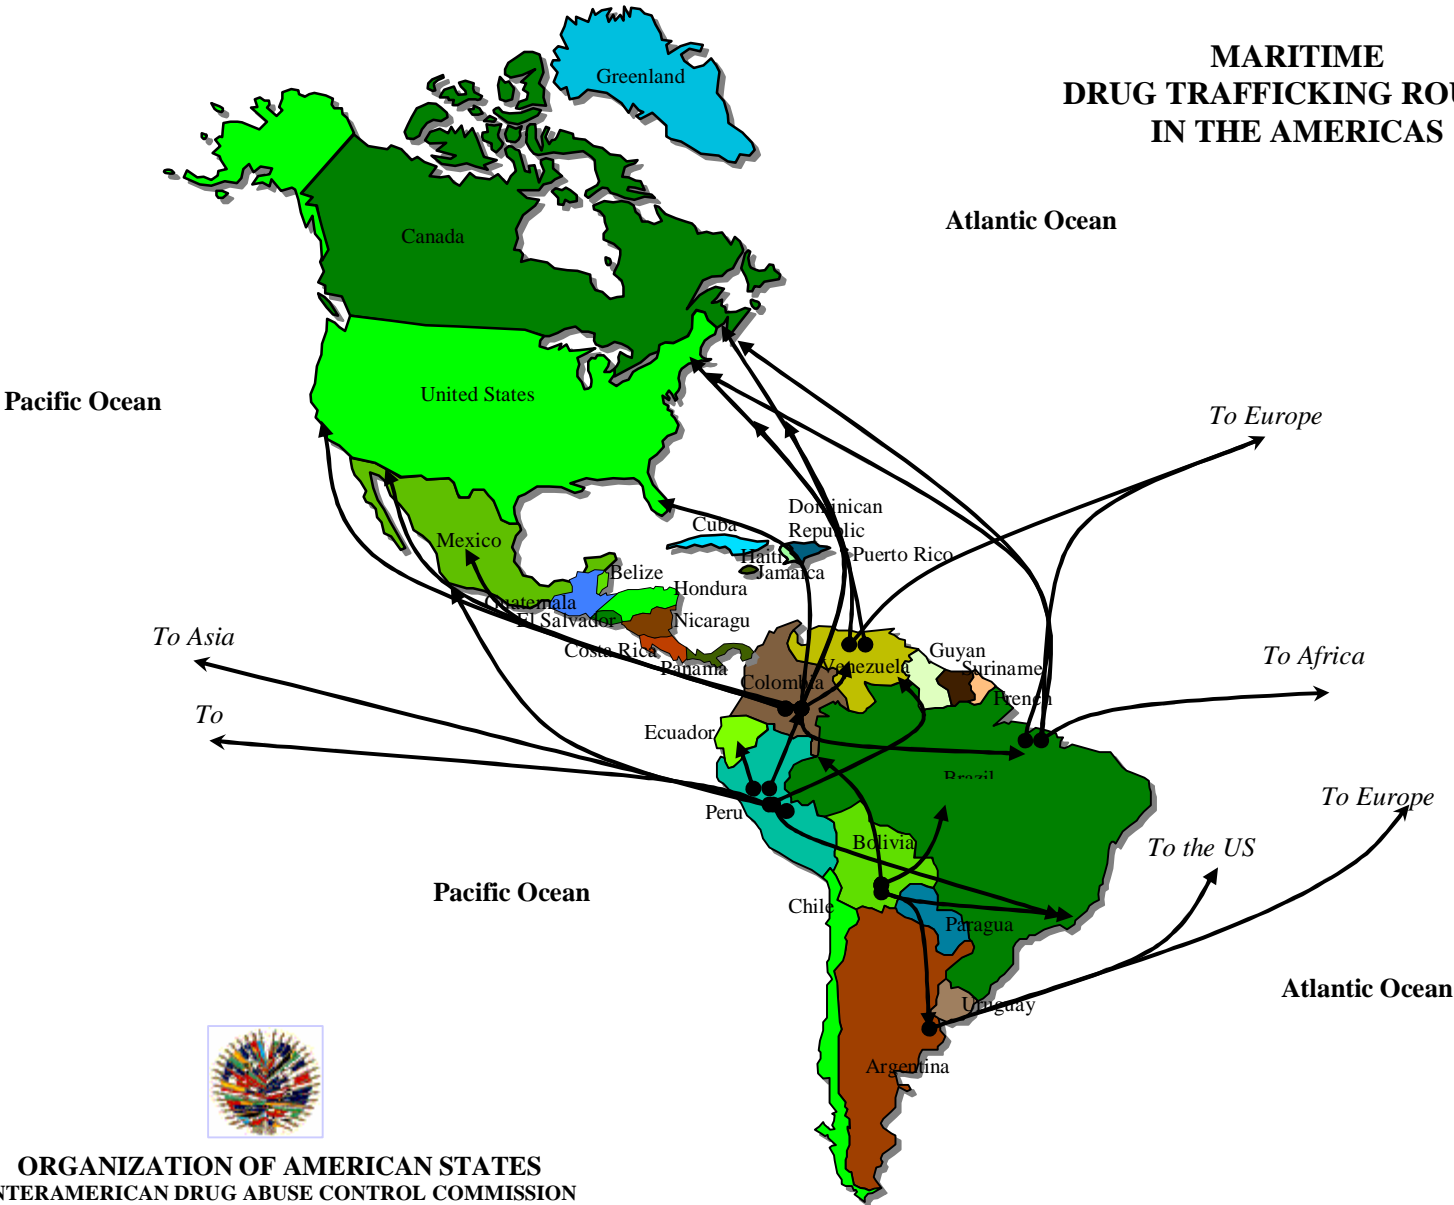 MARITIME
DRUG TRAFFICKING ROU
IN THE AMERICAS
Greenland
Atlantic Ocean
Canada
United States
Pacific Ocean
To Europe
Dominican
Republic
Cuba
Mexico
Haiti
Puerto Rico
Jamaica
Belize
Hondura
Guatemala
El Salvador
Nicaragu
To Asia
Costa Rica
Panama
Guyan
Venezuela
Suriname
To Africa
Colombia
French
To
Ecuador
Brazil
Peru
To Europe
Bolivia
To the US
Pacific Ocean
Chile
Paragua
Atlantic Ocean
Uruguay
Argentina
ORGANIZATION OF AMERICAN STATES
NTERAMERICAN DRUG ABUSE CONTROL COMMISSION